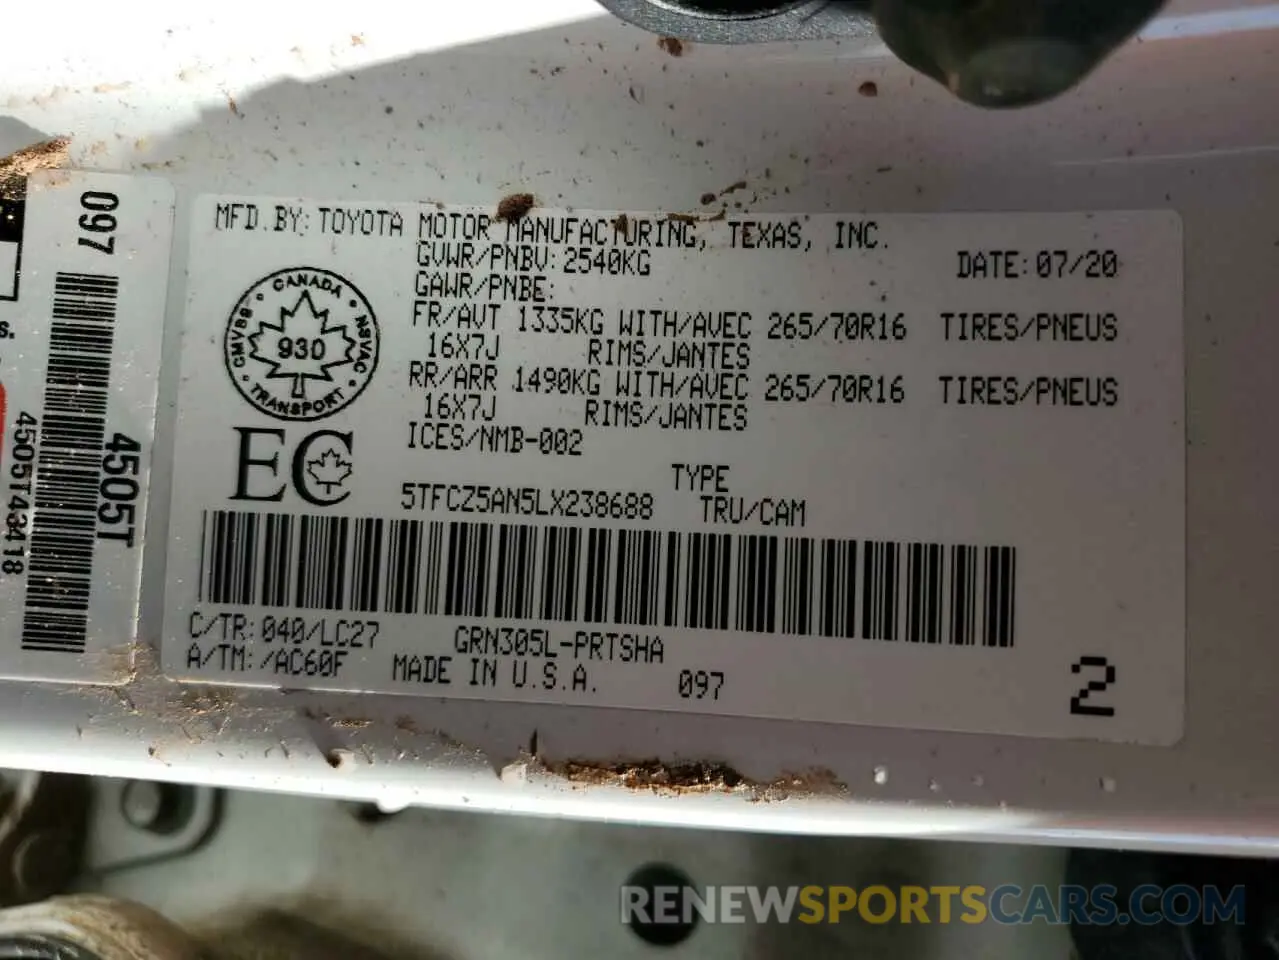 MFD.BY: TOYOTA MOTOR MANUFACTURING, TEXAS, INC.
GVWR/PNBV: 2540KG DATE: 07/20
GAWR/PNBE:
FR/AVT 1335KG WITH/AVEC 265/70R16 TIRES/PNEUS
16X7J RIMS/JANTES
RR/ARR 1490KG WITH/AVEC 265/70R16 TIRES/PNEUS
16X7J RIMS/JANTES
ICES/NMB-002
CANADA
CMVSS NSVAC
930
TRANSPORT
EC
TYPE
5TFCZ5AN5LX238688 TRU/CAM
C/TR: 040/LC27 GRN305L-PRTSHA
A/TM: /AC60F MADE IN U.S.A. 097
2
097
4505T
4505T43418
s.
RENEWSPORTSCARS.COM